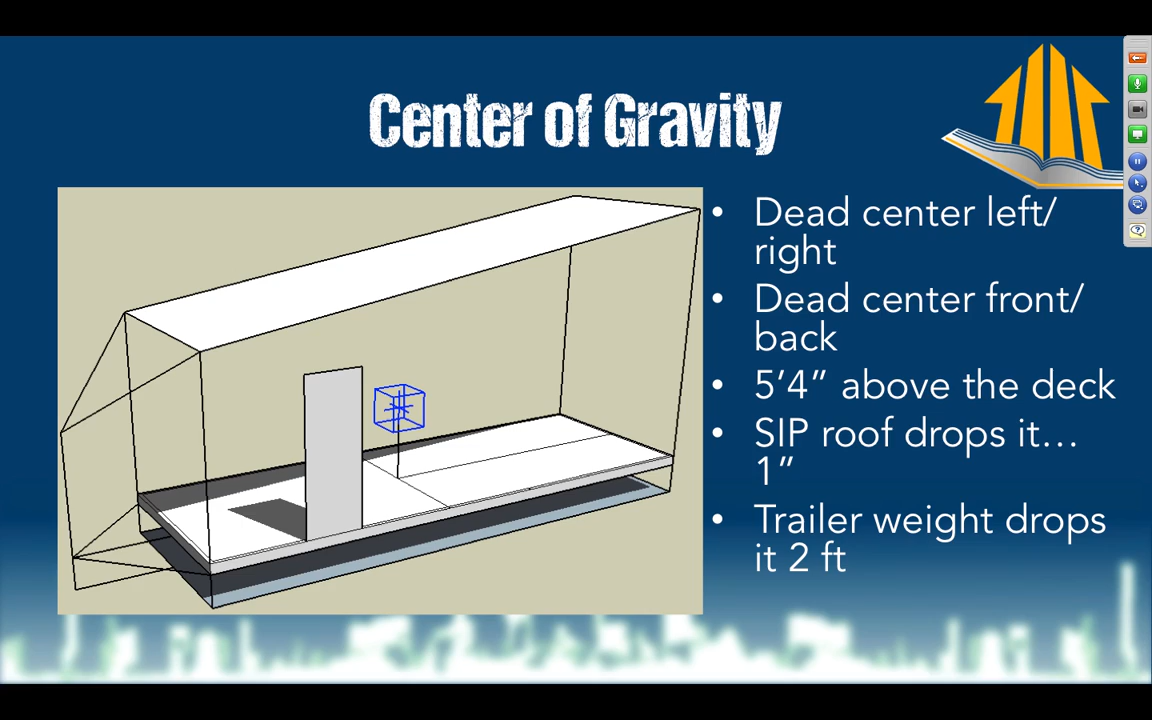 Center of Gravity
• Dead center left/
right
• Dead center front/
back
• 5’4” above the deck
• SIP roof drops it…
1”
• Trailer weight drops
it 2 ft